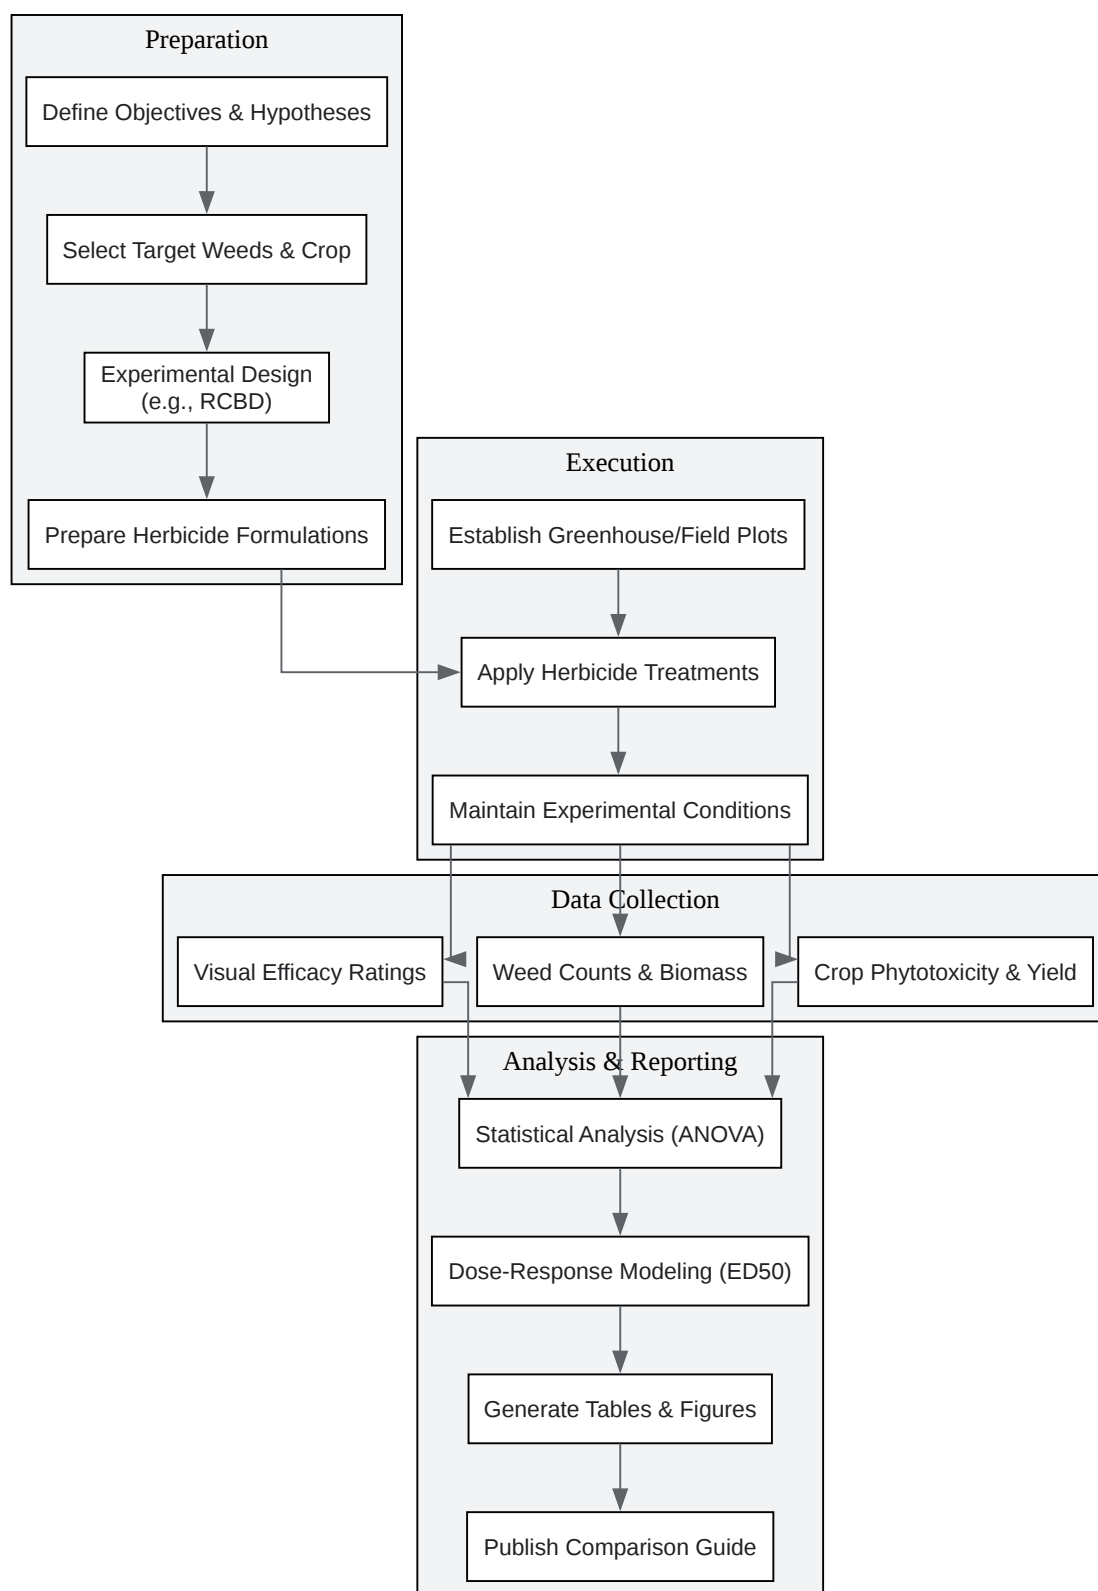 Preparation
Define Objectives & Hypotheses
Select Target Weeds & Crop
Experimental Design
(e.g., RCBD)
Prepare Herbicide Formulations
Execution
Establish Greenhouse/Field Plots
Apply Herbicide Treatments
Maintain Experimental Conditions
Data Collection
Visual Efficacy Ratings
Weed Counts & Biomass
Crop Phytotoxicity & Yield
Analysis & Reporting
Statistical Analysis (ANOVA)
Dose-Response Modeling (ED50)
Generate Tables & Figures
Publish Comparison Guide